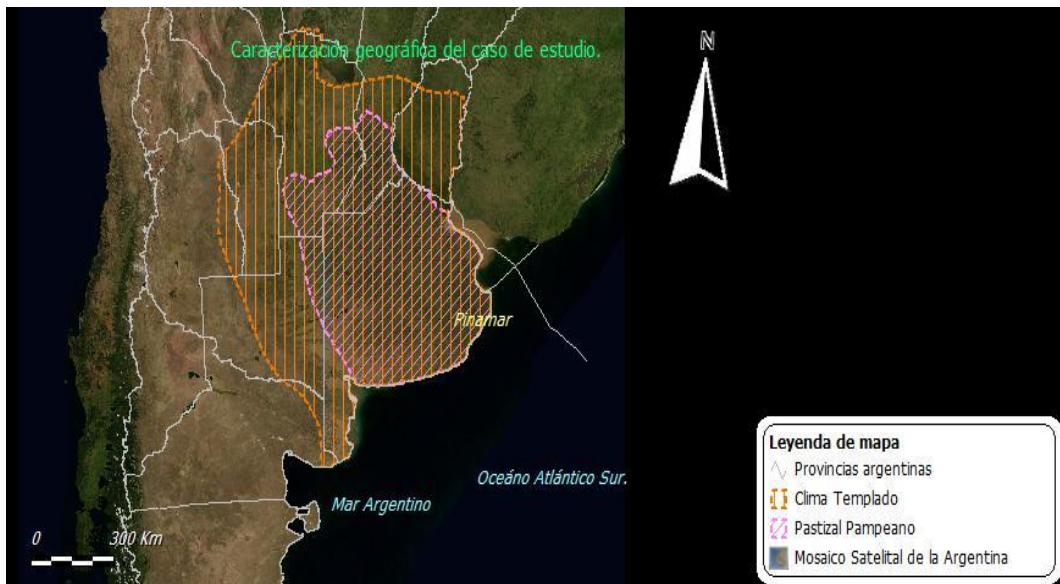 Caracterización geográfica del caso de estudio.
N
Pinamar
Oceáno Atlántico Sur.
Mar Argentino
0 300 Km
Leyenda de mapa
Provincias argentinas
Clima Templado
Pastizal Pampeano
Mosaico Satelital de la Argentina